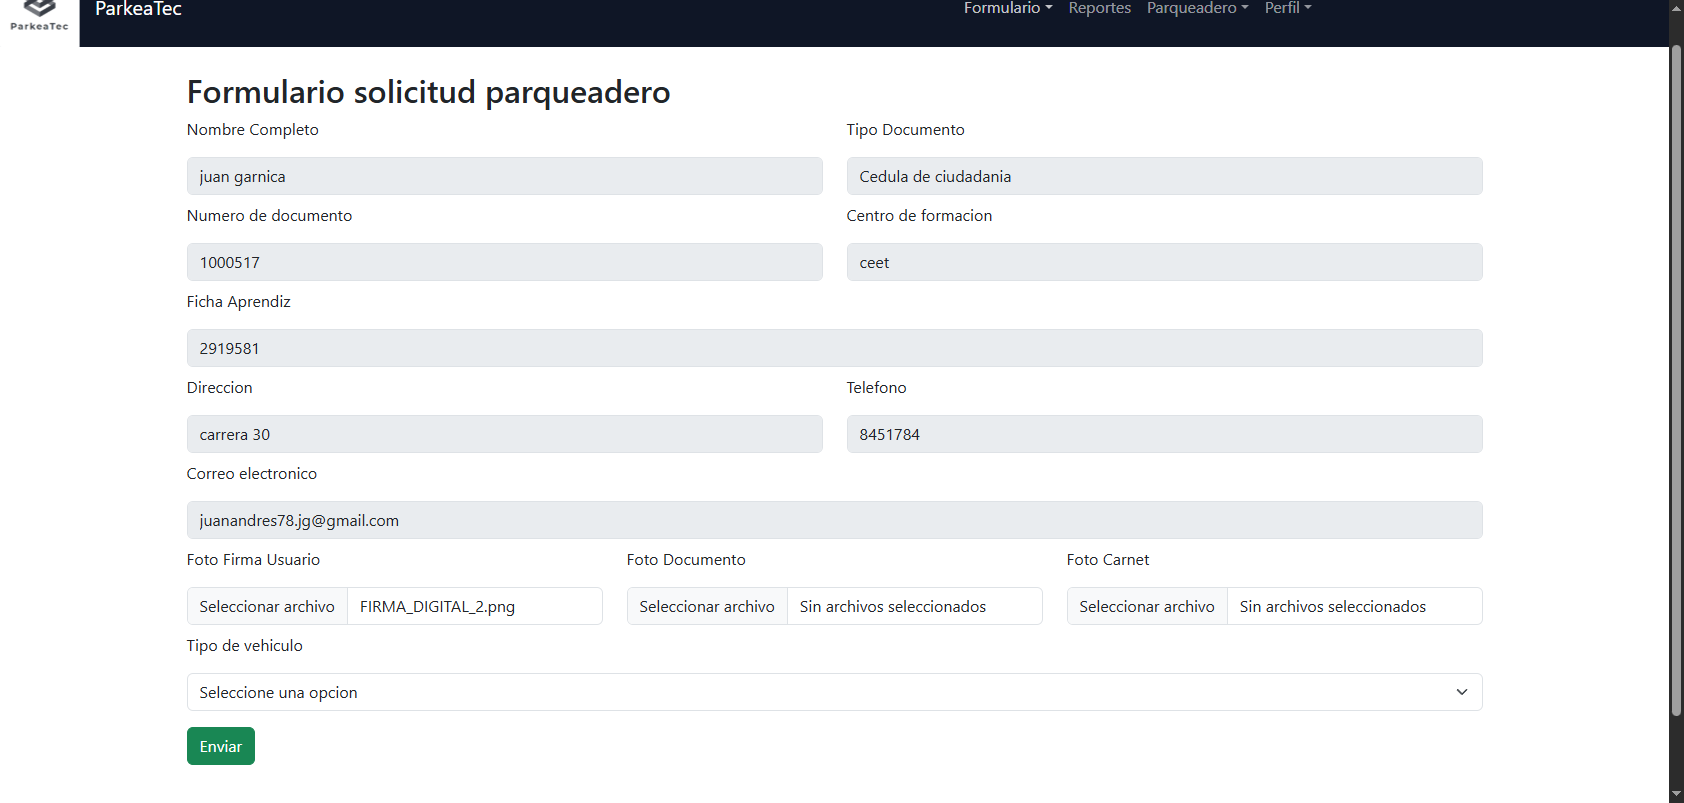 ParkeaTec
ParkeaTec
Formulario
Reportes
Parqueadero
Perfil
Formulario solicitud parqueadero
Nombre Completo
Tipo Documento
juan garnica
Cedula de ciudadania
Numero de documento
Centro de formacion
1000517
ceet
Ficha Aprendiz
2919581
Direccion
Telefono
carrera 30
8451784
Correo electronico
juanandres78.jg@gmail.com
Foto Firma Usuario
Foto Documento
Foto Carnet
Seleccionar archivo FIRMA_DIGITAL_2.png
Seleccionar archivo Sin archivos seleccionados
Seleccionar archivo Sin archivos seleccionados
Tipo de vehiculo
Seleccione una opcion
Enviar